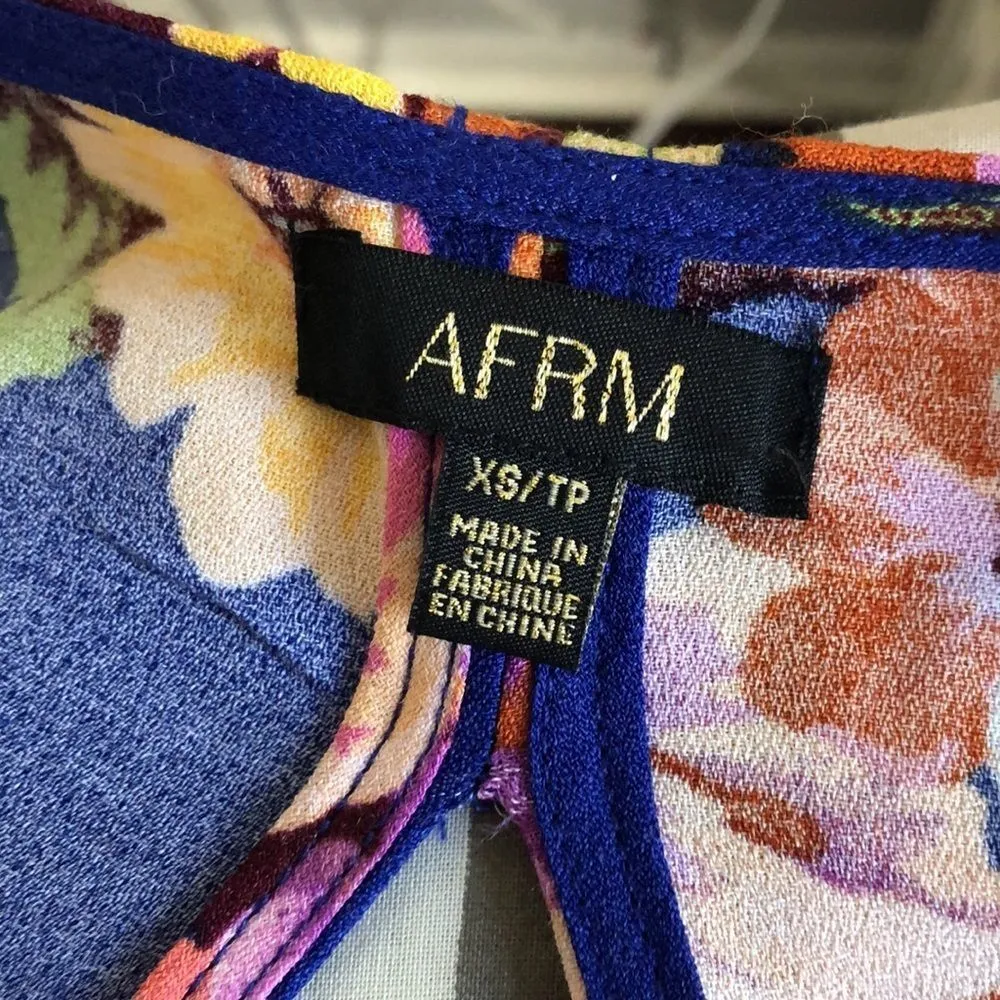 AFRM
XS/TP
MADE IN
CHINA
FABRIQUE
EN CHINE